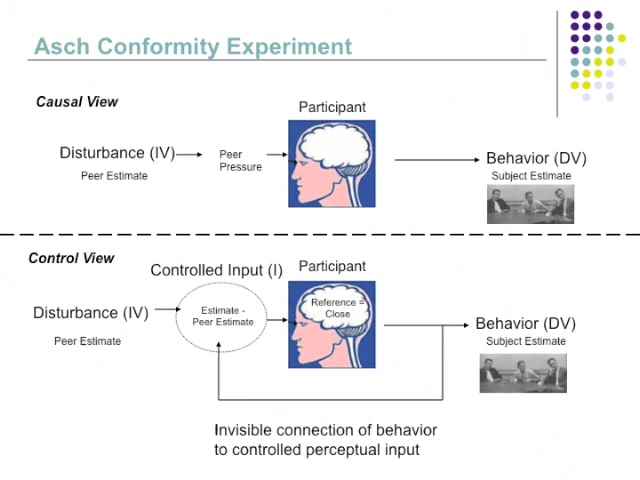 Asch Conformity Experiment
Causal View
Participant
Disturbance (IV)
Peer Estimate
Peer
Pressure
Behavior (DV)
Subject Estimate
Control View
Controlled Input (I)
Participant
Disturbance (IV)
Peer Estimate
Estimate -
Peer Estimate
Reference =
Close
Behavior (DV)
Subject Estimate
Invisible connection of behavior
to controlled perceptual input